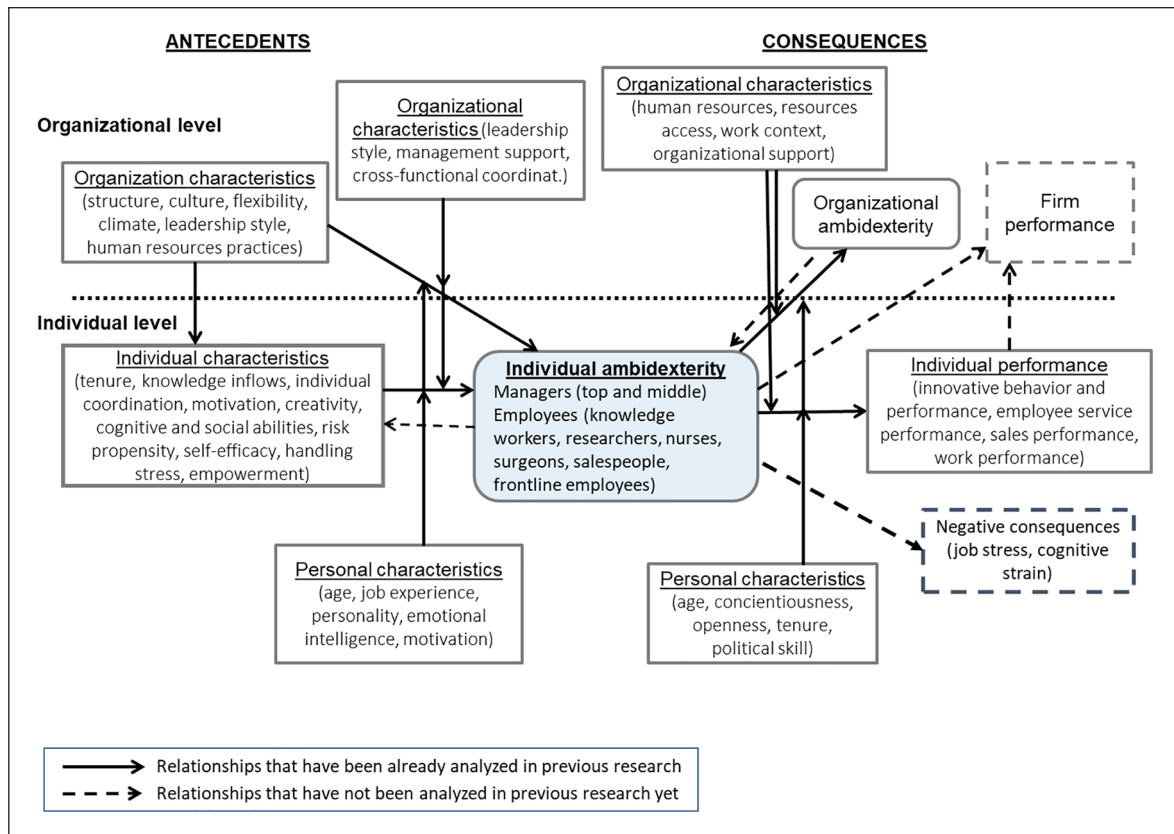 ANTECEDENTS
CONSEQUENCES
Organizational level
Organizational
characteristics (leadership
style, management support,
cross-functional coordinat.)
Organizational characteristics
(human resources, resources
access, work context,
organizational support)
Organization characteristics
(structure, culture, flexibility,
climate, leadership style,
human resources practices)
Organizational
ambidexterity
Firm
performance
Individual level
Individual characteristics
(tenure, knowledge inflows, individual
coordination, motivation, creativity,
cognitive and social abilities, risk
propensity, self-efficacy, handling
stress, empowerment)
Individual ambidexterity
Managers (top and middle)
Employees (knowledge
workers, researchers, nurses,
surgeons, salespeople,
frontline employees)
Individual performance
(innovative behavior and
performance, employee service
performance, sales performance,
work performance)
Negative consequences
(job stress, cognitive
strain)
Personal characteristics
(age, job experience,
personality, emotional
intelligence, motivation)
Personal characteristics
(age, concientiousness,
openness, tenure,
political skill)
Relationships that have been already analyzed in previous research
Relationships that have not been analyzed in previous research yet